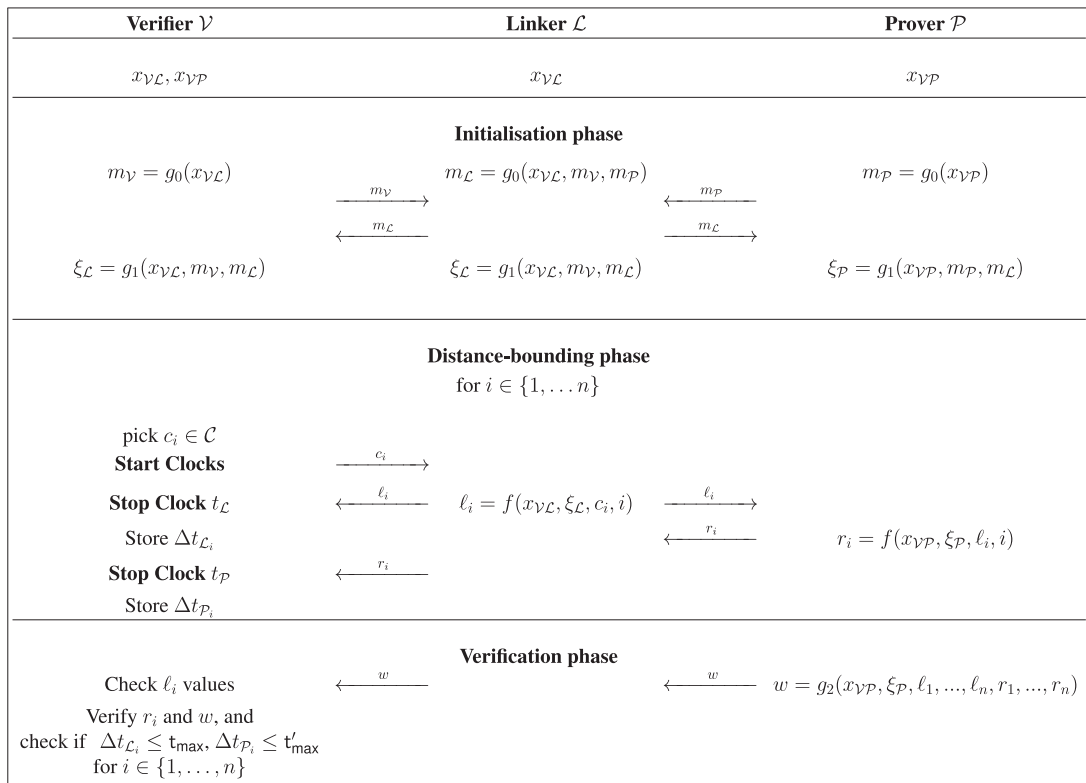 Verifier 𝒱 Linker ℒ Prover 𝒫
x_{𝒱ℒ}, x_{𝒱𝒫} x_{𝒱ℒ} x_{𝒱𝒫}
Initialisation phase
m_𝒱 = g_0(x_{𝒱ℒ}) m_ℒ = g_0(x_{𝒱ℒ}, m_𝒱, m_𝒫) m_𝒫 = g_0(x_{𝒱𝒫})
m_𝒱 m_𝒫
m_ℒ m_ℒ
ξ_ℒ = g_1(x_{𝒱ℒ}, m_𝒱, m_ℒ) ξ_ℒ = g_1(x_{𝒱ℒ}, m_𝒱, m_ℒ) ξ_𝒫 = g_1(x_{𝒱𝒫}, m_𝒫, m_ℒ)
Distance-bounding phase
for i ∈ {1, … n}
pick c_i ∈ 𝒞
Start Clocks c_i
Stop Clock t_ℒ ℓ_i ℓ_i = f(x_{𝒱ℒ}, ξ_ℒ, c_i, i) ℓ_i
Store Δt_{ℒ_i} r_i r_i = f(x_{𝒱𝒫}, ξ_𝒫, ℓ_i, i)
Stop Clock t_𝒫 r_i
Store Δt_{𝒫_i}
Verification phase
Check ℓ_i values w w w = g_2(x_{𝒱𝒫}, ξ_𝒫, ℓ_1, ..., ℓ_n, r_1, ..., r_n)
Verify r_i and w, and
check if Δt_{ℒ_i} ≤ t_max, Δt_{𝒫_i} ≤ t'_max
for i ∈ {1, …, n}